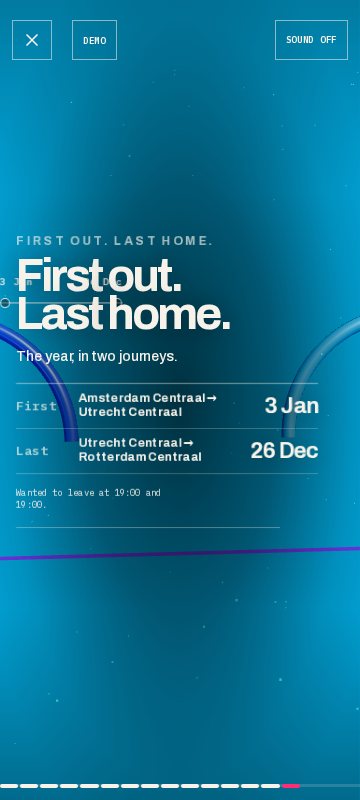 DEMO
SOUND OFF
FIRST OUT. LAST HOME.
First out.
Last home.
The year, in two journeys.
First
Amsterdam Centraal →
Utrecht Centraal
3 Jan
Last
Utrecht Centraal →
Rotterdam Centraal
26 Dec
Wanted to leave at 19:00 and
19:00.